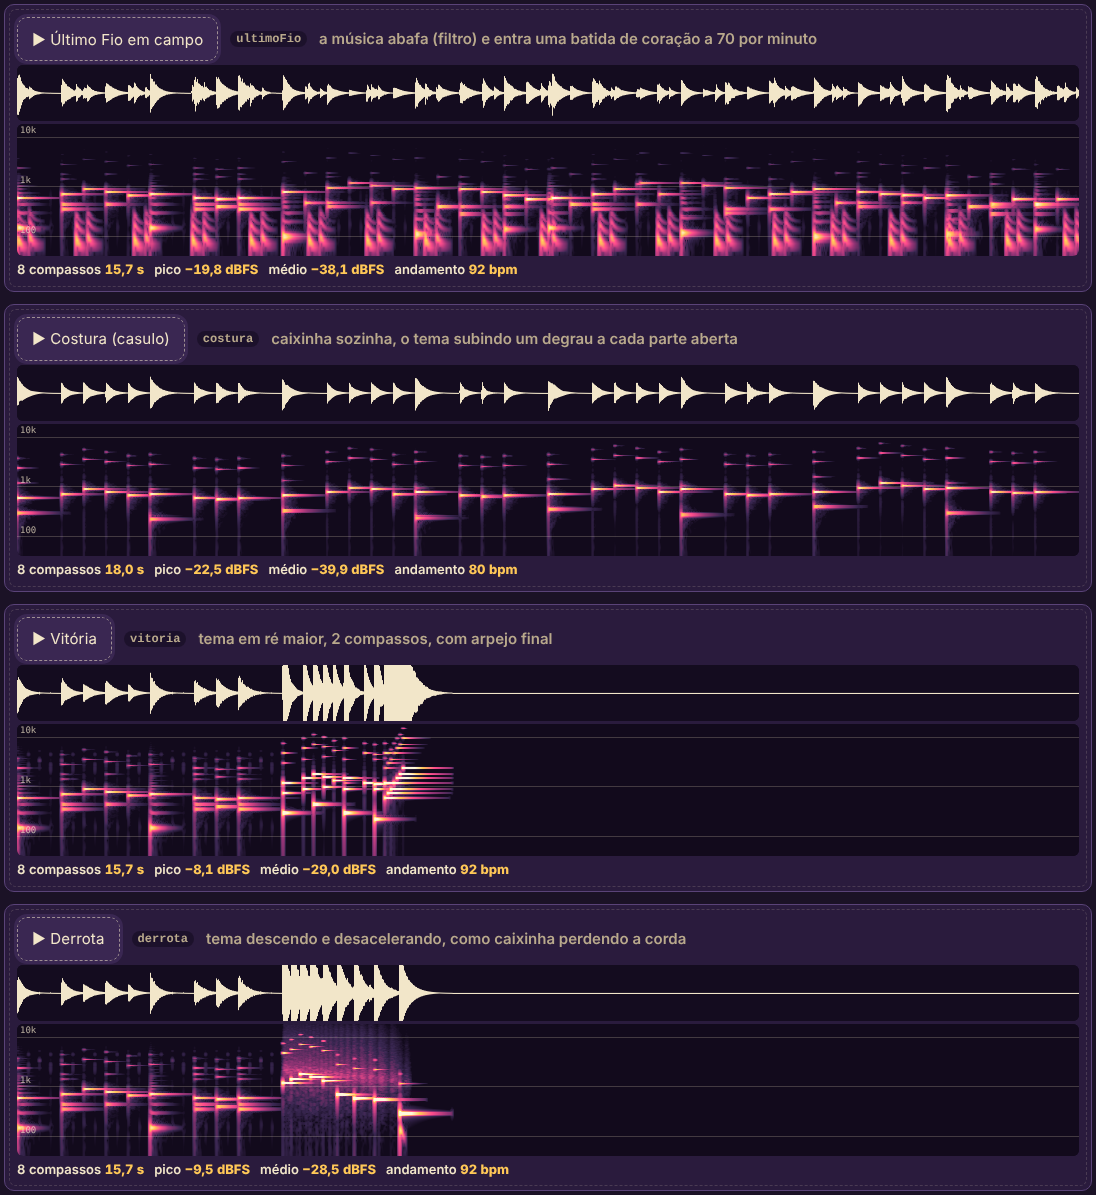 ▶ Último Fio em campo ultimoFio a música abafa (filtro) e entra uma batida de coração a 70 por minuto
10k
1k
100
8 compassos 15,7 s pico −19,8 dBFS médio −38,1 dBFS andamento 92 bpm
▶ Costura (casulo) costura caixinha sozinha, o tema subindo um degrau a cada parte aberta
10k
1k
100
8 compassos 18,0 s pico −22,5 dBFS médio −39,9 dBFS andamento 80 bpm
▶ Vitória vitoria tema em ré maior, 2 compassos, com arpejo final
10k
1k
100
8 compassos 15,7 s pico −8,1 dBFS médio −29,0 dBFS andamento 92 bpm
▶ Derrota derrota tema descendo e desacelerando, como caixinha perdendo a corda
10k
1k
100
8 compassos 15,7 s pico −9,5 dBFS médio −28,5 dBFS andamento 92 bpm